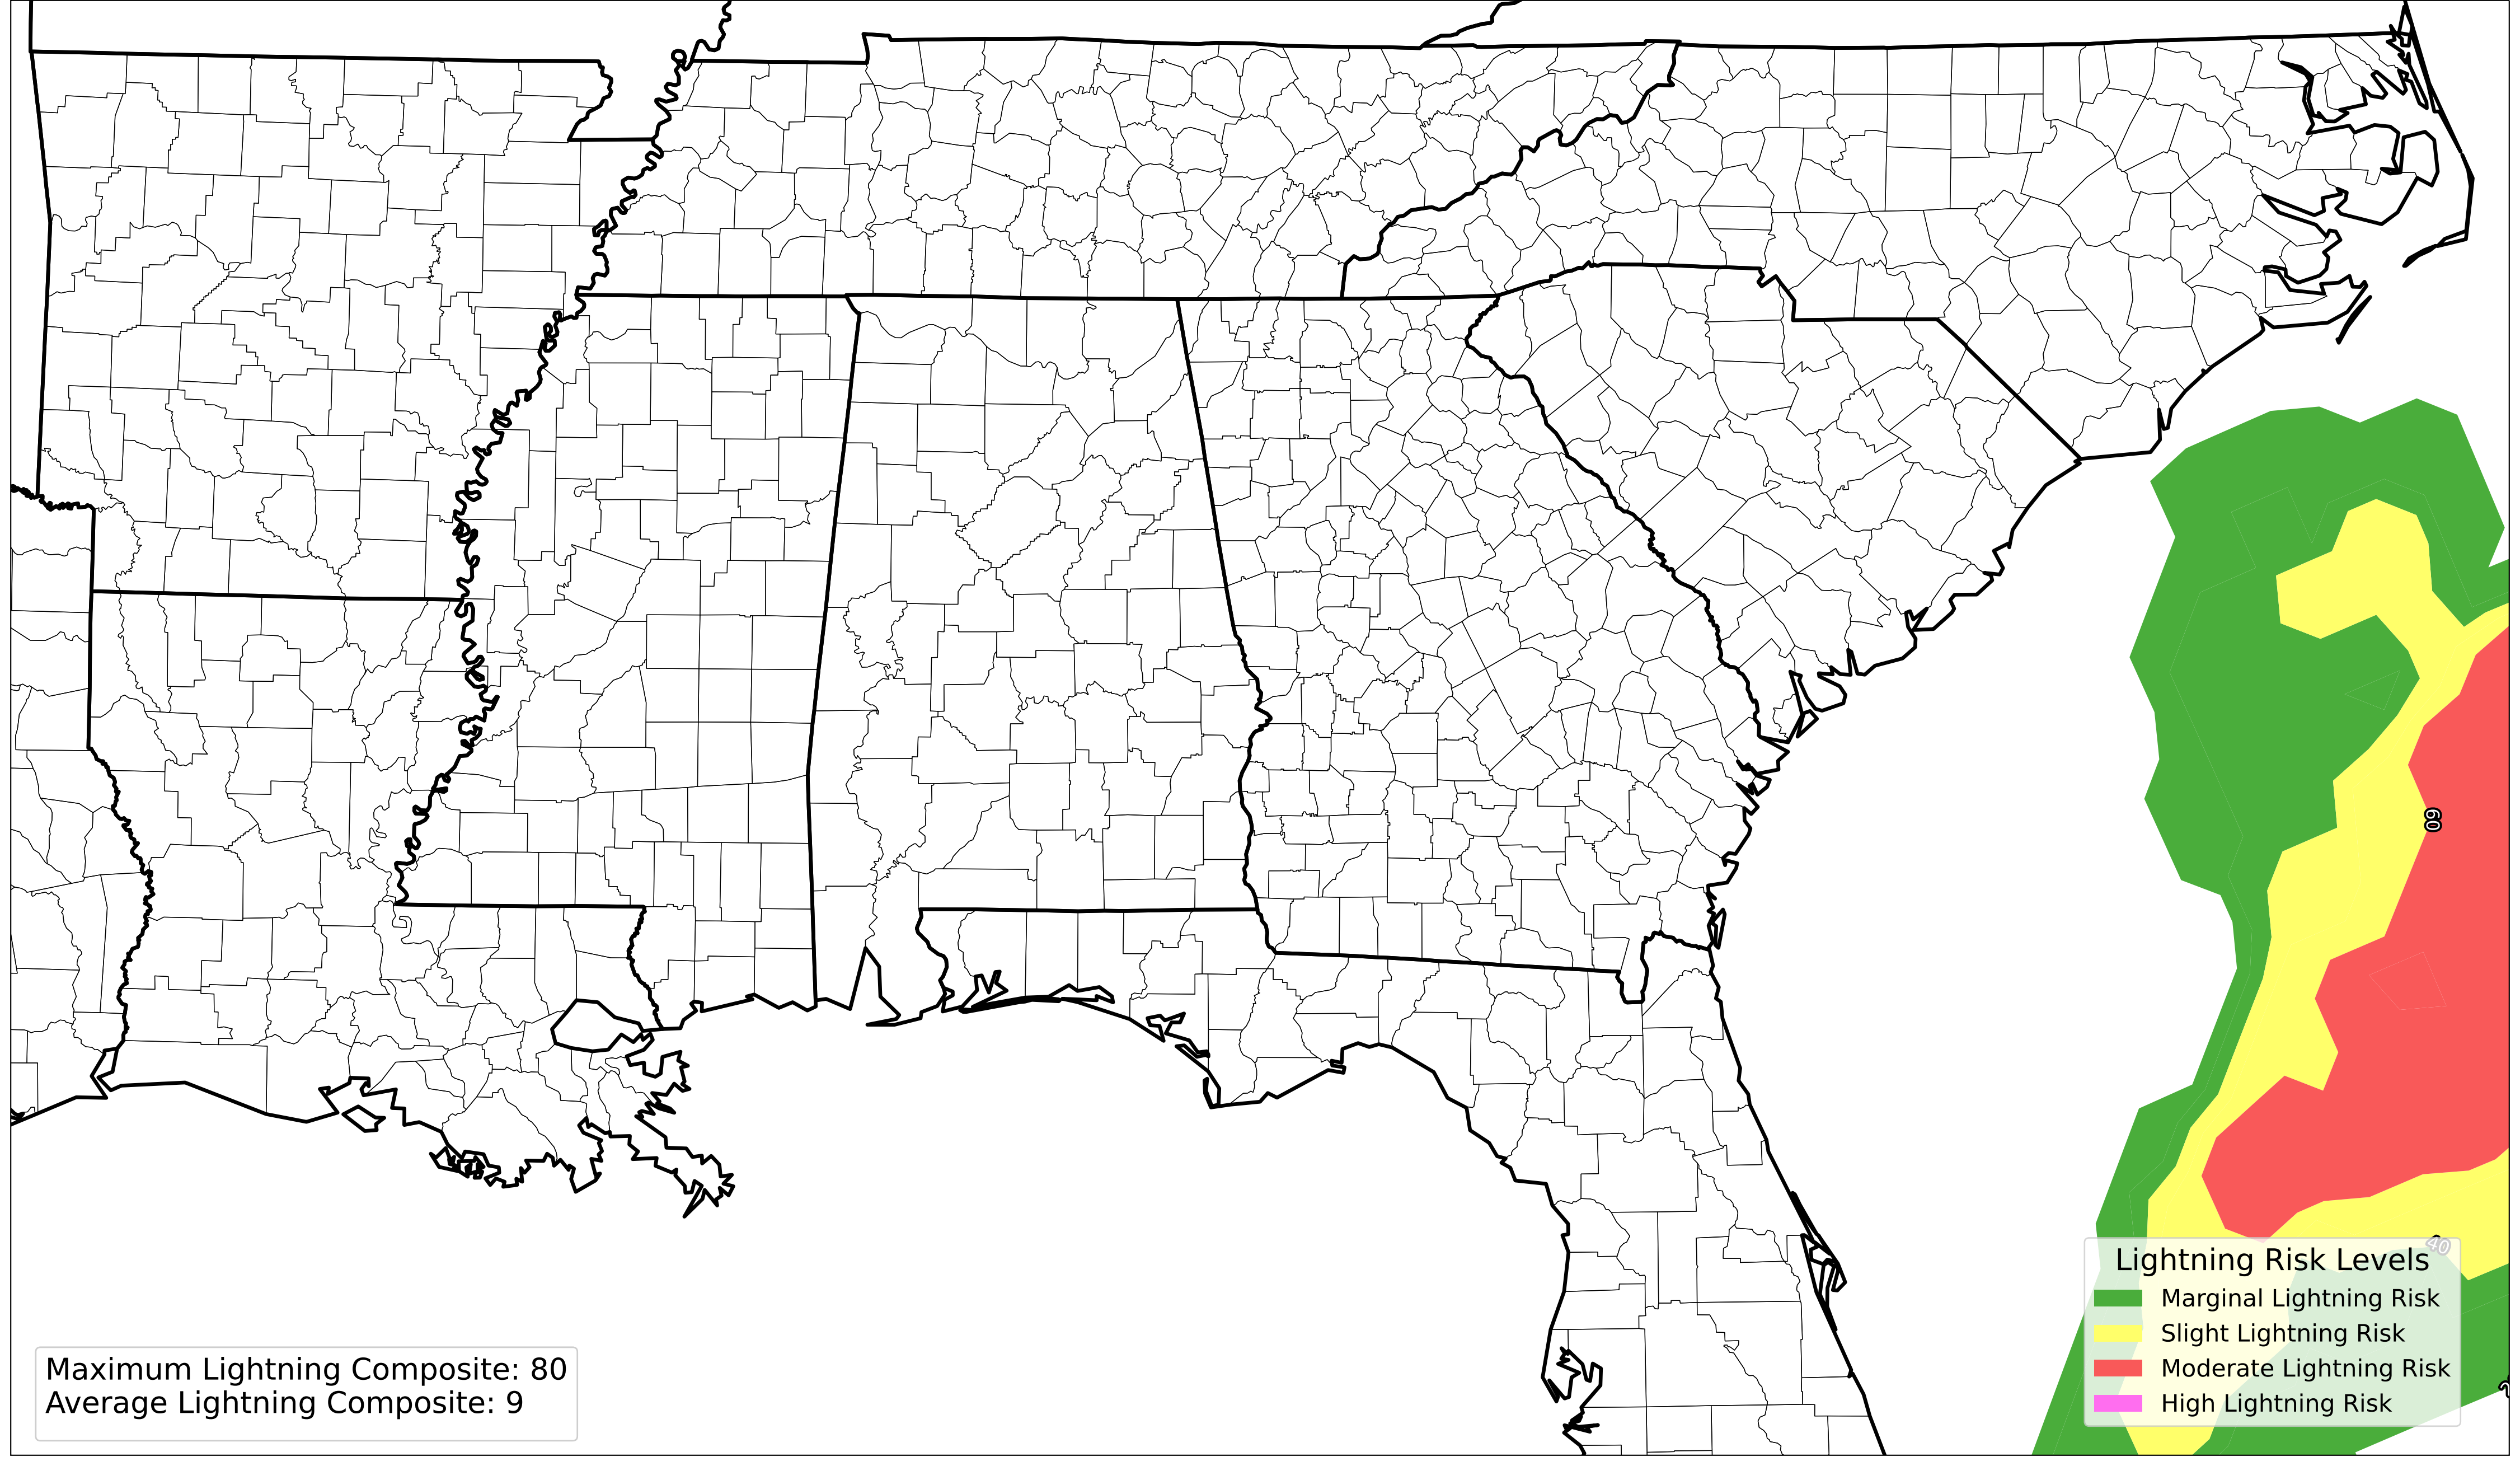 60
40
Lightning Risk Levels
Marginal Lightning Risk
Slight Lightning Risk
Moderate Lightning Risk
High Lightning Risk
Maximum Lightning Composite: 80
Average Lightning Composite: 9